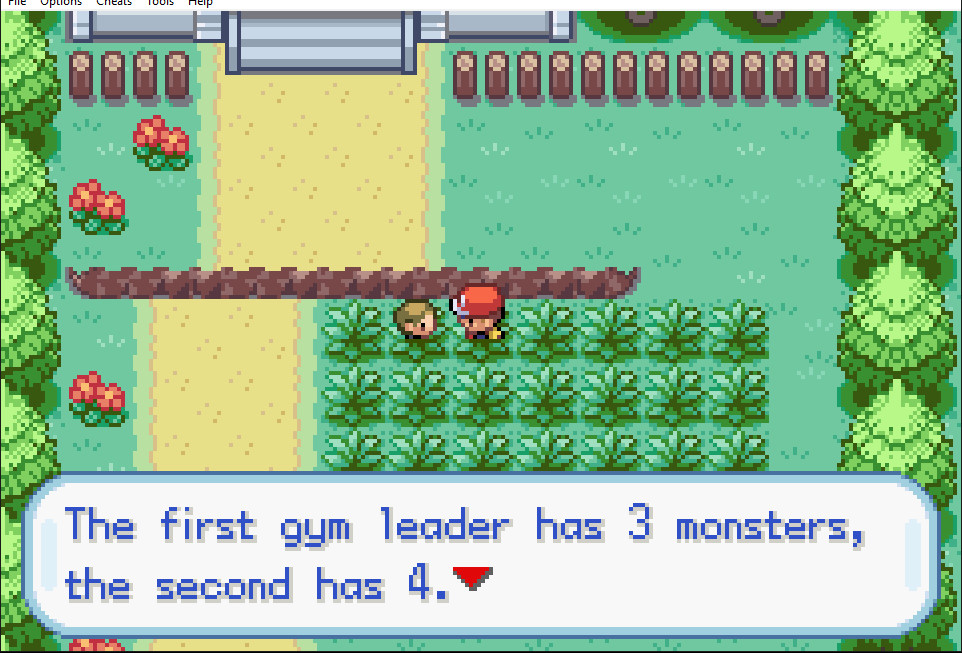 File Options Cheats Tools Help
The first gym leader has 3 monsters,
the second has 4.